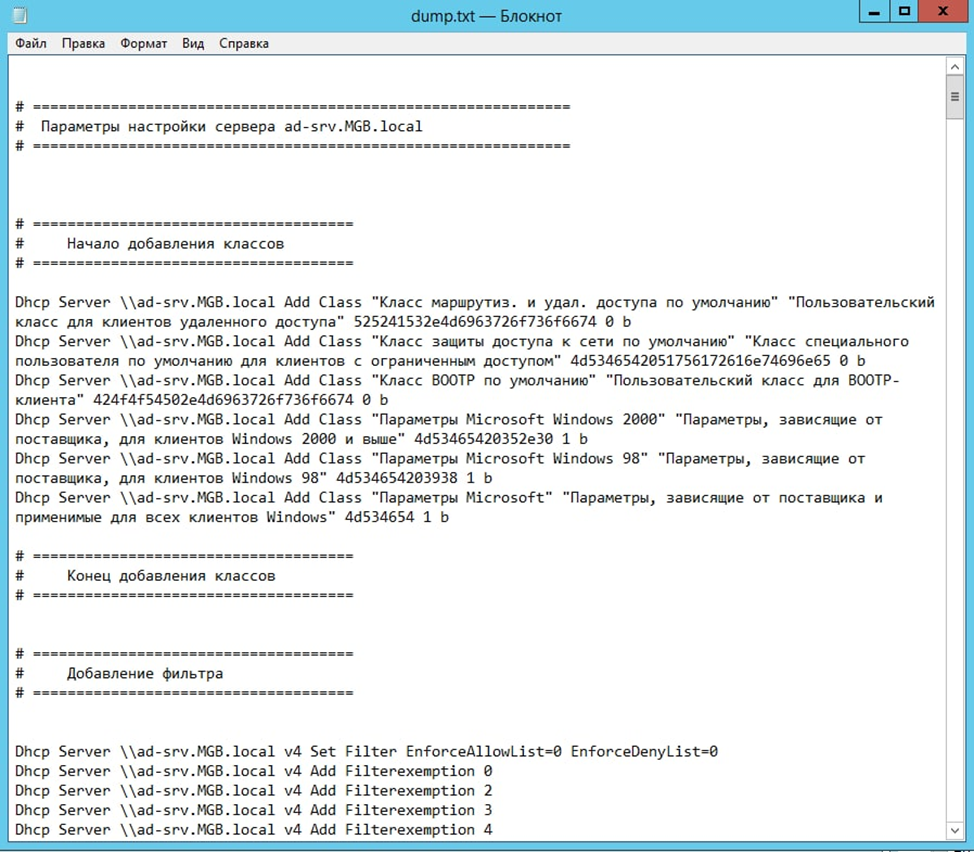 dump.txt — Блокнот
Файл Правка Формат Вид Справка
# ==============================================================
#  Параметры настройки сервера ad-srv.MGB.local
# ==============================================================
# =====================================
#     Начало добавления классов
# =====================================
Dhcp Server \\ad-srv.MGB.local Add Class "Класс маршрутиз. и удал. доступа по умолчанию" "Пользовательский
класс для клиентов удаленного доступа" 525241532e4d6963726f736f6674 0 b
Dhcp Server \\ad-srv.MGB.local Add Class "Класс защиты доступа к сети по умолчанию" "Класс специального
пользователя по умолчанию для клиентов с ограниченным доступом" 4d5346542051756172616e74696e65 0 b
Dhcp Server \\ad-srv.MGB.local Add Class "Класс BOOTP по умолчанию" "Пользовательский класс для BOOTP-
клиента" 424f4f54502e4d6963726f736f6674 0 b
Dhcp Server \\ad-srv.MGB.local Add Class "Параметры Microsoft Windows 2000" "Параметры, зависящие от
поставщика, для клиентов Windows 2000 и выше" 4d53465420352e30 1 b
Dhcp Server \\ad-srv.MGB.local Add Class "Параметры Microsoft Windows 98" "Параметры, зависящие от
поставщика, для клиентов Windows 98" 4d534654203938 1 b
Dhcp Server \\ad-srv.MGB.local Add Class "Параметры Microsoft" "Параметры, зависящие от поставщика и
применимые для всех клиентов Windows" 4d534654 1 b
# =====================================
#     Конец добавления классов
# =====================================
# =====================================
#     Добавление фильтра
# =====================================
Dhcp Server \\ad-srv.MGB.local v4 Set Filter EnforceAllowList=0 EnforceDenyList=0
Dhcp Server \\ad-srv.MGB.local v4 Add Filterexemption 0
Dhcp Server \\ad-srv.MGB.local v4 Add Filterexemption 2
Dhcp Server \\ad-srv.MGB.local v4 Add Filterexemption 3
Dhcp Server \\ad-srv.MGB.local v4 Add Filterexemption 4